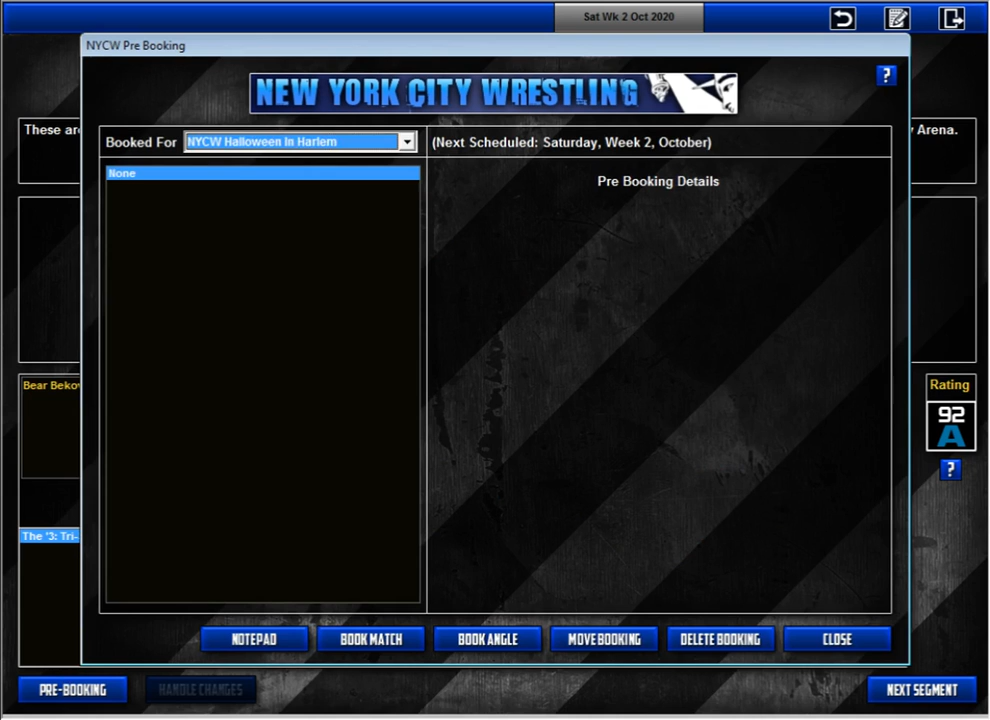 Sat Wk 2 Oct 2020
NYCW Pre Booking
NEW YORK CITY WRESTLING
?
These are
y Arena.
Booked For NYCW Halloween In Harlem
(Next Scheduled: Saturday, Week 2, October)
None
Pre Booking Details
Bear Bekov
Rating
92
A
?
The '3: Tri-
NOTEPAD BOOK MATCH BOOK ANGLE MOVE BOOKING DELETE BOOKING CLOSE
PRE-BOOKING HANDLE CHANGES NEXT SEGMENT